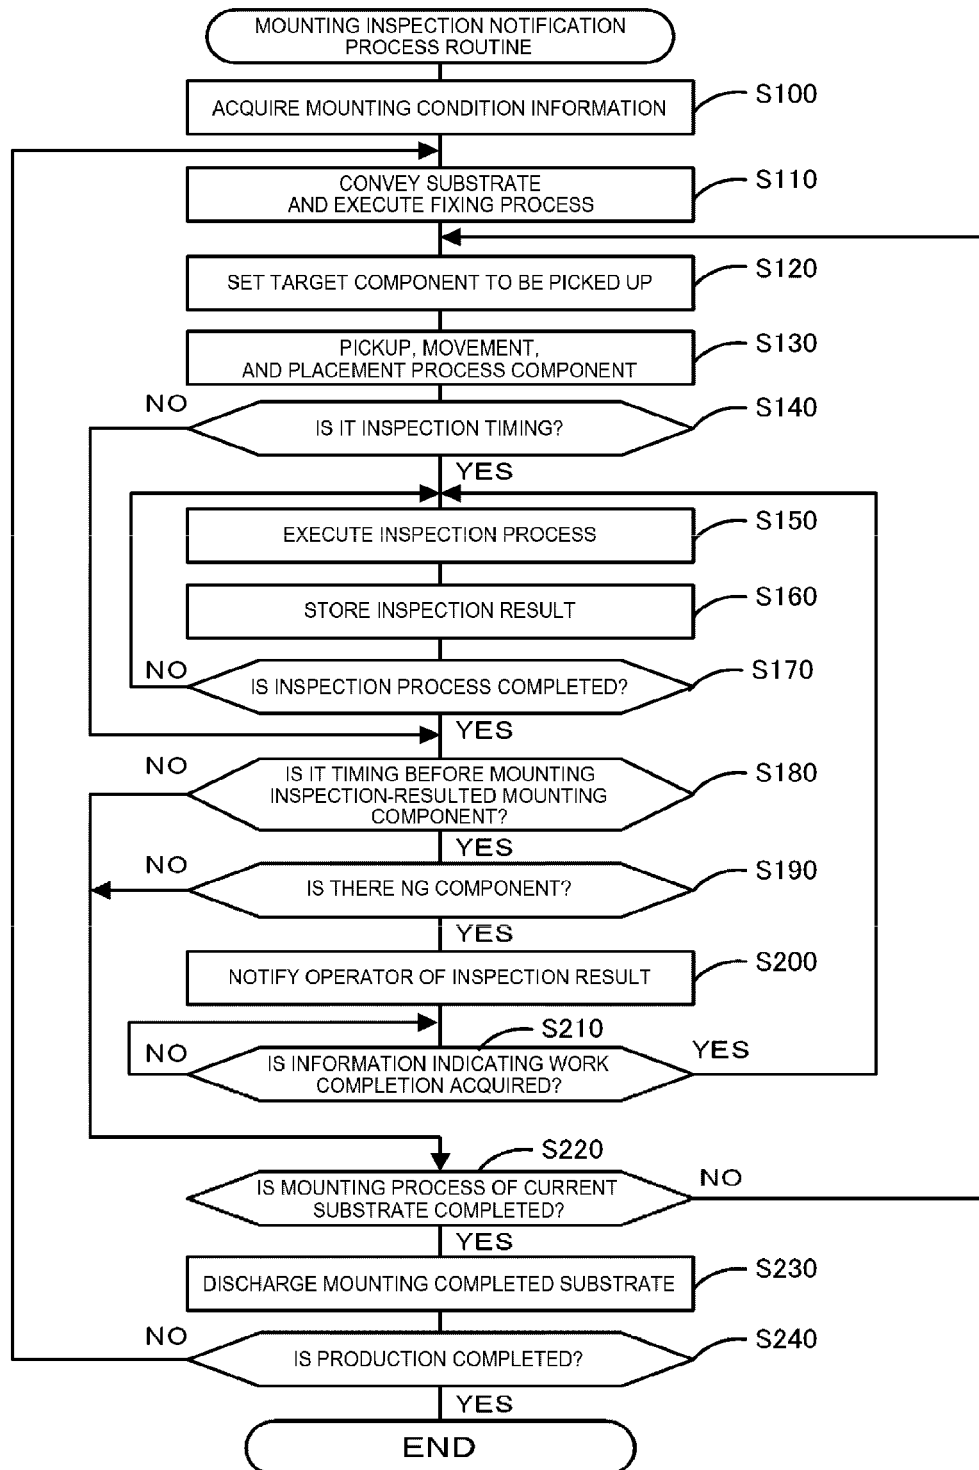 MOUNTING INSPECTION NOTIFICATION
PROCESS ROUTINE
ACQUIRE MOUNTING CONDITION INFORMATION
S100
CONVEY SUBSTRATE
AND EXECUTE FIXING PROCESS
S110
SET TARGET COMPONENT TO BE PICKED UP
S120
PICKUP, MOVEMENT,
AND PLACEMENT PROCESS COMPONENT
S130
NO
IS IT INSPECTION TIMING?
S140
YES
EXECUTE INSPECTION PROCESS
S150
STORE INSPECTION RESULT
S160
NO
IS INSPECTION PROCESS COMPLETED?
S170
YES
NO
IS IT TIMING BEFORE MOUNTING
INSPECTION-RESULTED MOUNTING
COMPONENT?
S180
YES
NO
IS THERE NG COMPONENT?
S190
YES
NOTIFY OPERATOR OF INSPECTION RESULT
S200
S210
NO
IS INFORMATION INDICATING WORK
COMPLETION ACQUIRED?
YES
S220
IS MOUNTING PROCESS OF CURRENT
SUBSTRATE COMPLETED?
NO
YES
DISCHARGE MOUNTING COMPLETED SUBSTRATE
S230
NO
IS PRODUCTION COMPLETED?
S240
YES
END